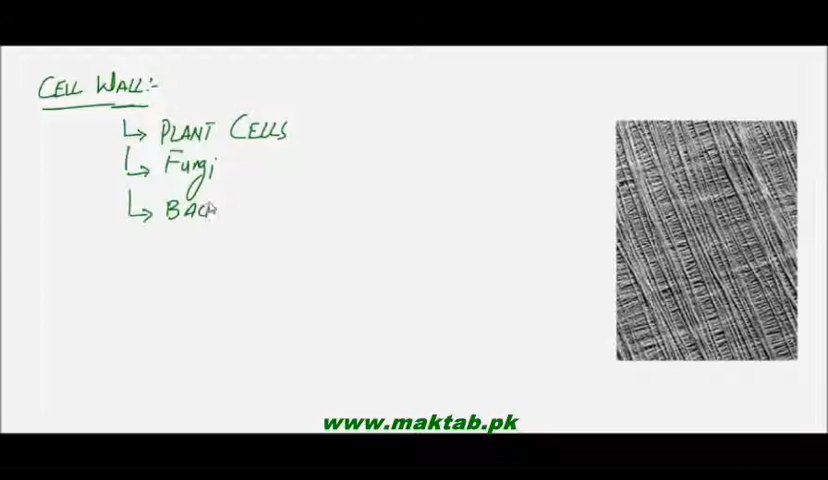 CELL WALL:-
↳ PLANT CELLS
↳ Fungi
↳ BAC
www.maktab.pk